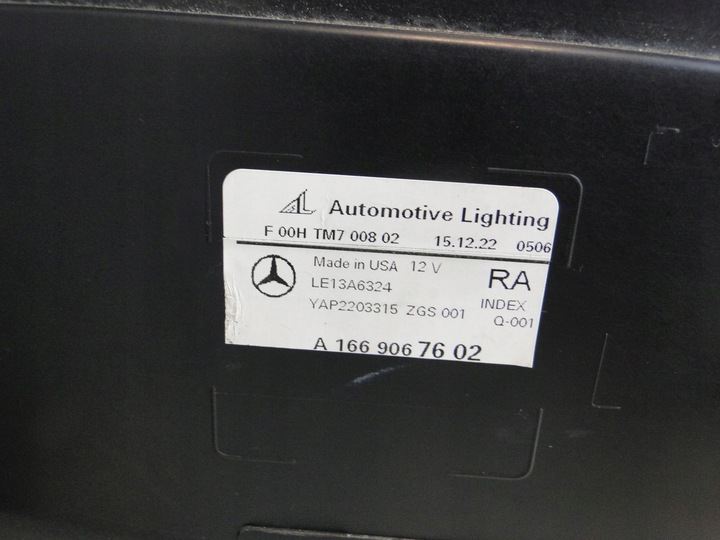 Automotive Lighting
F 00H TM7 008 02 15.12.22 0506
Made in USA 12 V
LE13A6324
RA
YAP2203315 ZGS 001
INDEX
Q-001
A 166 906 76 02